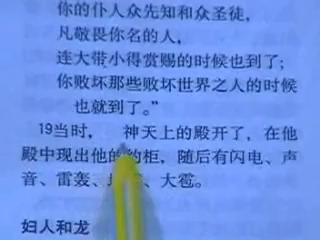 你的仆人众先知和众圣徒,
凡敬畏你名的人,
连大带小得赏赐的时候也到了;
你败坏那些败坏世界之人的时候
也就到了。”
19当时, 神天上的殿开了, 在他
殿中现出他的约柜, 随后有闪电、声
音、雷轰、大雹。
妇人和龙